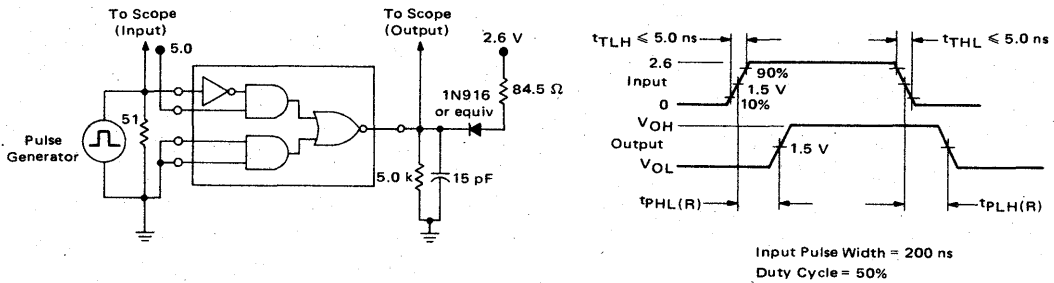 To Scope
(Input)
5.0
51
Pulse
Generator
To Scope
(Output)
2.6 V
1N916
or equiv
84.5 Ω
5.0 k
15 pF
tTLH ≤ 5.0 ns
tTHL ≤ 5.0 ns
2.6
Input
0
90%
1.5 V
10%
VOH
Output
VOL
1.5 V
tPHL(R)
tPLH(R)
Input Pulse Width = 200 ns
Duty Cycle = 50%